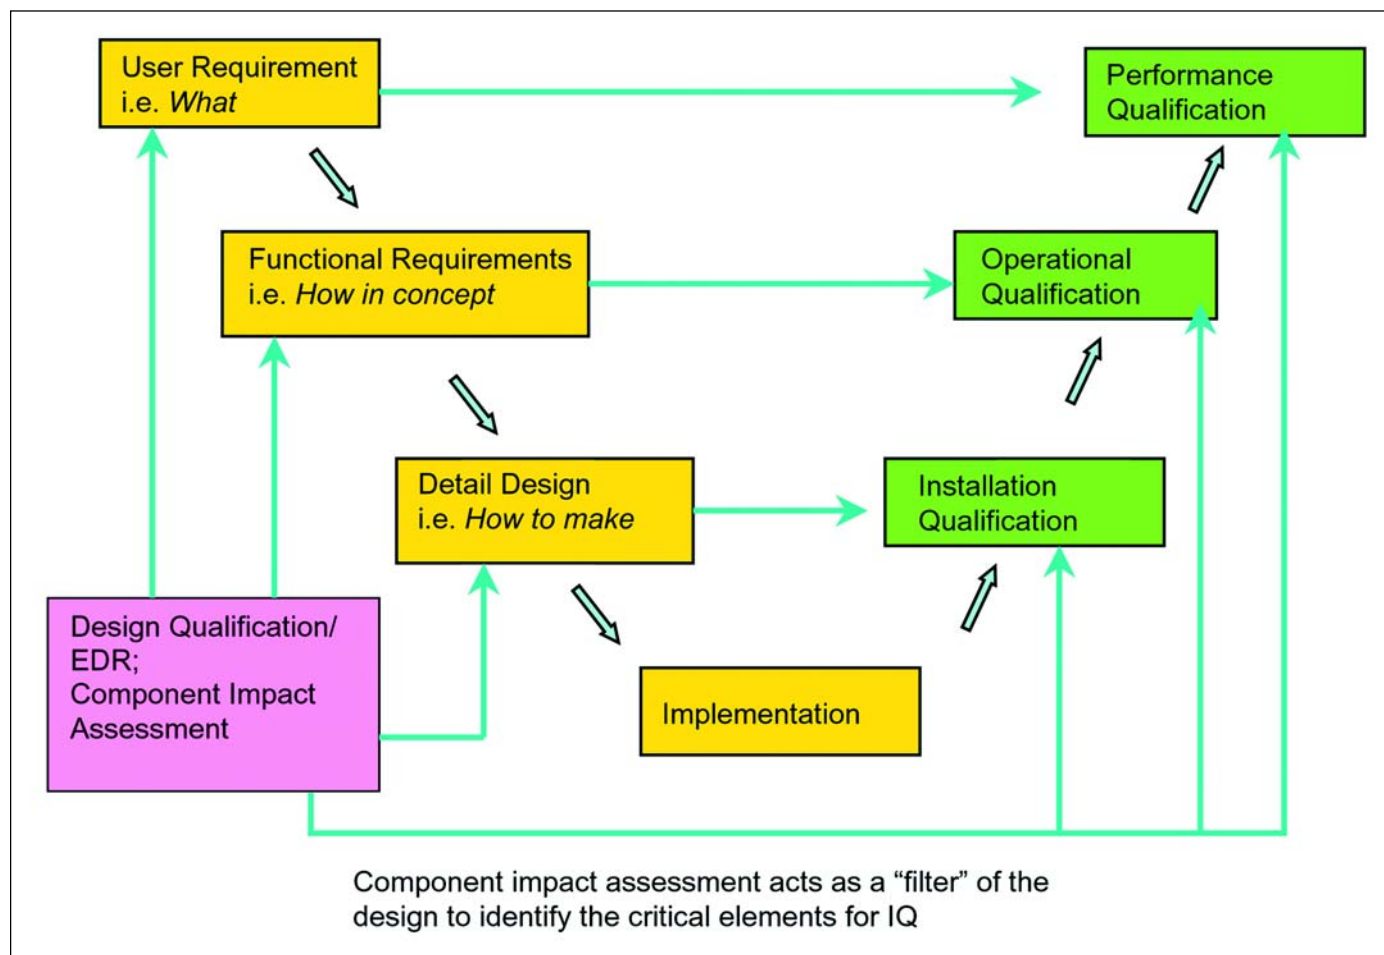 User Requirement
i.e. What
Performance
Qualification
Functional Requirements
i.e. How in concept
Operational
Qualification
Detail Design
i.e. How to make
Installation
Qualification
Design Qualification/
EDR;
Component Impact
Assessment
Implementation
Component impact assessment acts as a “filter” of the
design to identify the critical elements for IQ